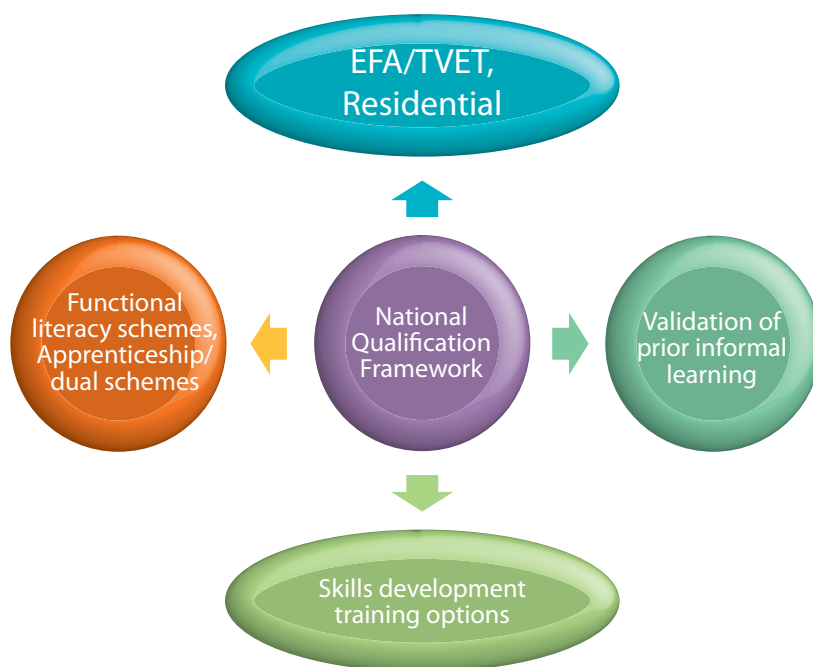 EFA/TVET,
Residential
Functional
literacy schemes,
Apprenticeship/
dual schemes
National
Qualification
Framework
Validation of
prior informal
learning
Skills development
training options